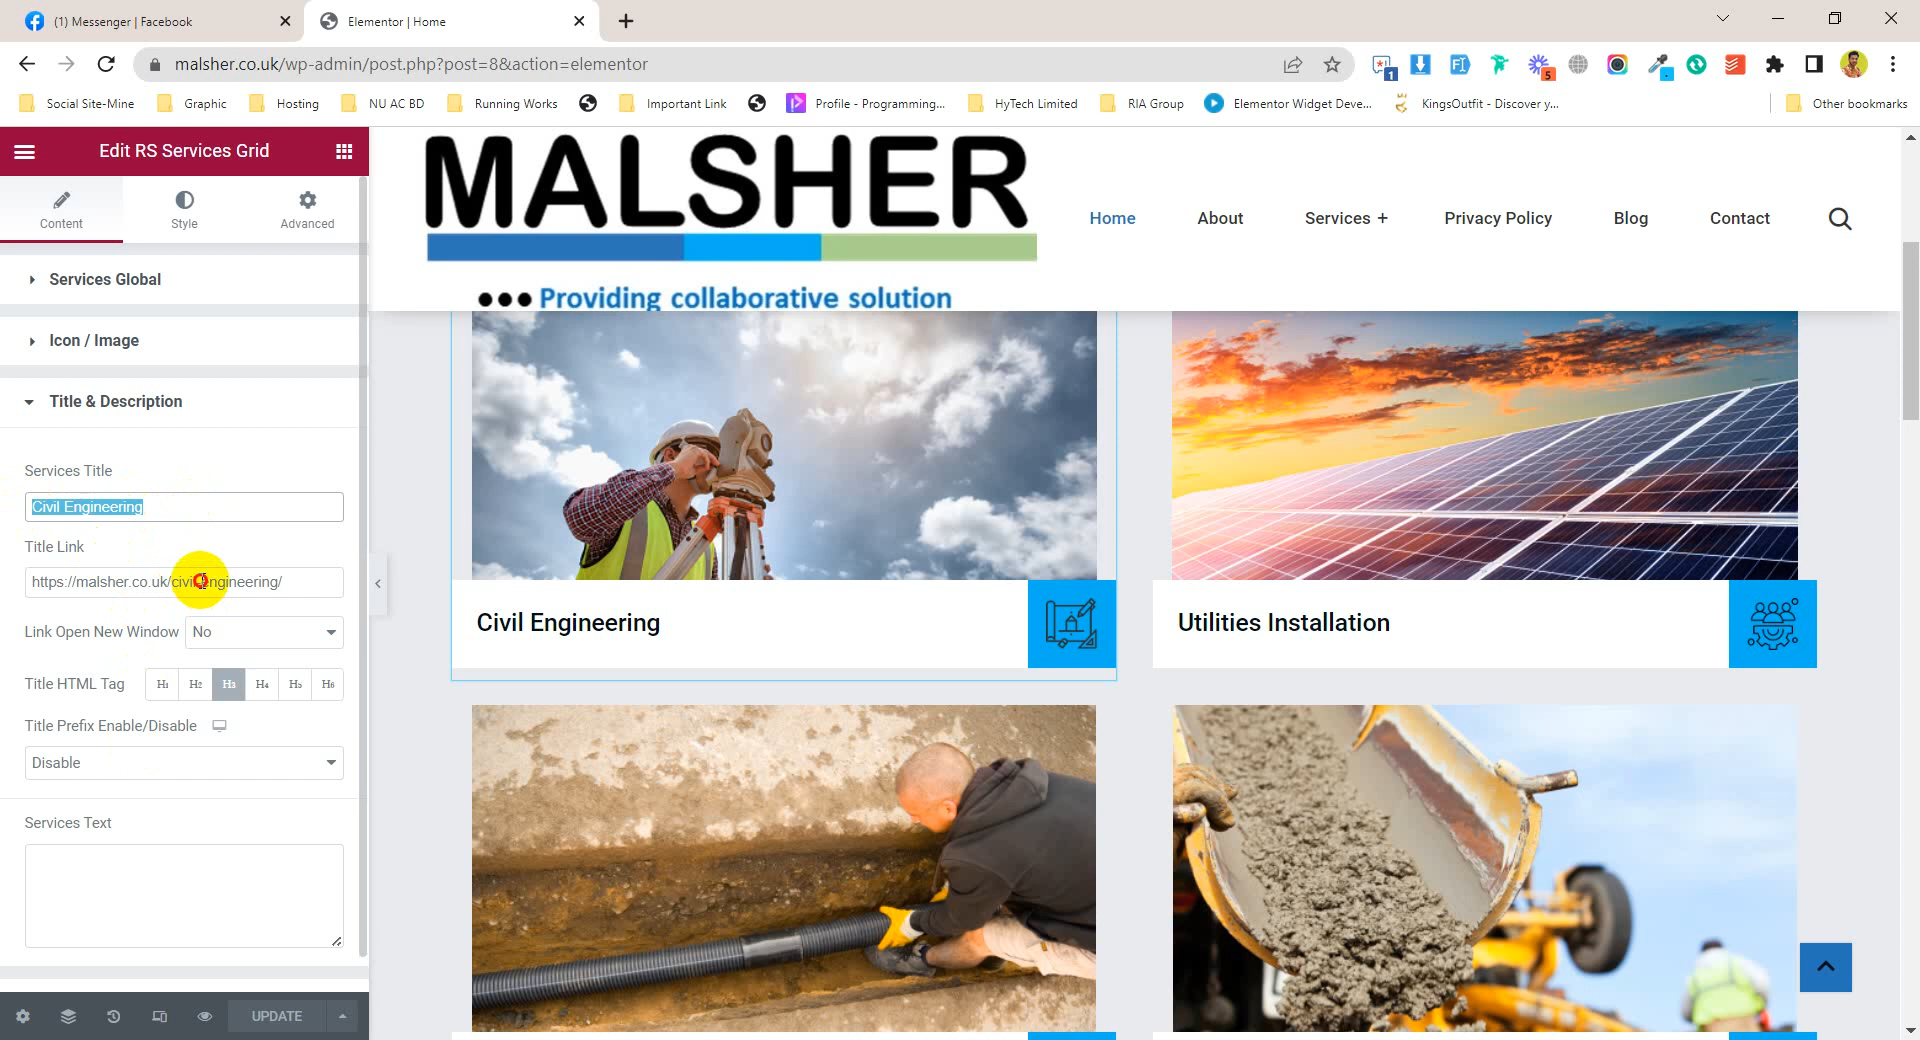 (1) Messenger | Facebook
Elementor | Home
malsher.co.uk/wp-admin/post.php?post=8&action=elementor
1
5
Social Site-Mine
Graphic
Hosting
NU AC BD
Running Works
Important Link
Profile - Programming...
HyTech Limited
RIA Group
Elementor Widget Deve...
KingsOutfit - Discover y...
Other bookmarks
Edit RS Services Grid
Content
Style
Advanced
Services Global
Icon / Image
Title & Description
Services Title
Civil Engineering
Title Link
https://malsher.co.uk/civil-engineering/
Link Open New Window
No
Title HTML Tag
H1
H2
H3
H4
H5
H6
Title Prefix Enable/Disable
Disable
Services Text
UPDATE
MALSHER
Providing collaborative solution
Home
About
Services +
Privacy Policy
Blog
Contact
Civil Engineering
Utilities Installation